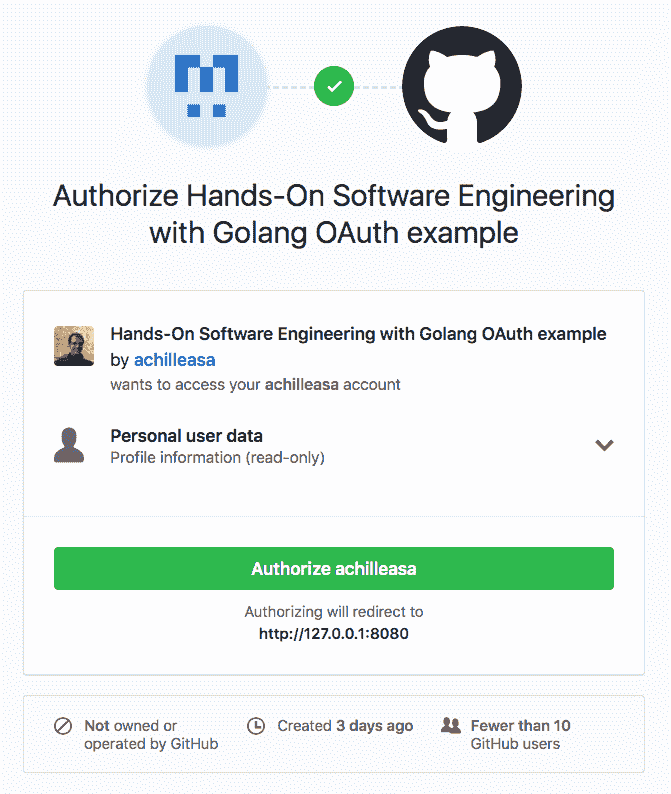 Authorize Hands-On Software Engineering
with Golang OAuth example
Hands-On Software Engineering with Golang OAuth example
by achilleasa
wants to access your achilleasa account
Personal user data
Profile information (read-only)
Authorize achilleasa
Authorizing will redirect to
http://127.0.0.1:8080
Not owned or
operated by GitHub
Created 3 days ago
Fewer than 10
GitHub users